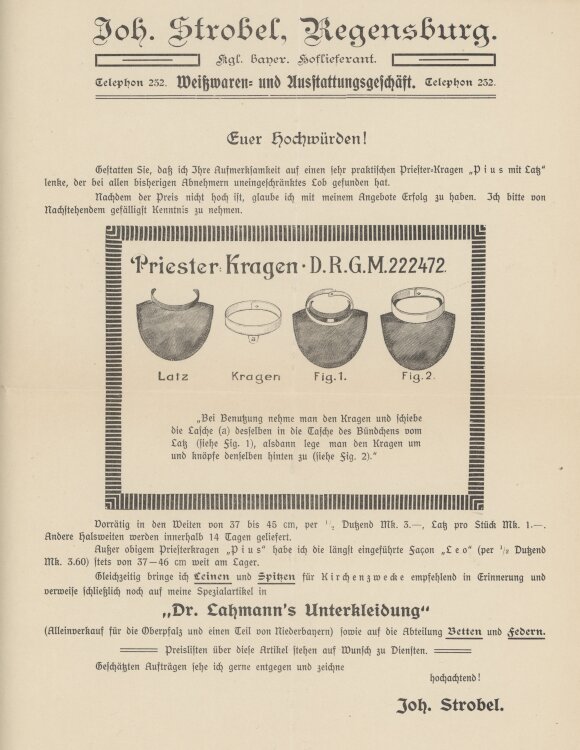 Joh. Strobel, Regensburg.
Kgl. bayer. Hoflieferant.
Telephon 252. Weißwaren- und Ausstattungsgeschäft. Telephon 252.
Euer Hochwürden!
Gestatten Sie, daß ich Ihre Aufmerksamkeit auf einen sehr praktischen Priester-Kragen „Pius mit Latz"
lenke, der bei allen bisherigen Abnehmern uneingeschränktes Lob gefunden hat.
Nachdem der Preis nicht hoch ist, glaube ich mit meinem Angebote Erfolg zu haben. Ich bitte von
Nachstehendem gefälligst Kenntnis zu nehmen.
Priester-Kragen · D.R.G.M. 222472.
a
Latz Kragen Fig. 1. Fig. 2.
„Bei Benutzung nehme man den Kragen und schiebe
die Lasche (a) desselben in die Tasche des Bündchens vom
Latz (siehe Fig. 1), alsdann lege man den Kragen um
und knöpfe denselben hinten zu (siehe Fig. 2)."
Vorrätig in den Weiten von 37 bis 45 cm, per ½ Dutzend Mk. 3.—, Latz pro Stück Mk. 1.—.
Andere Halsweiten werden innerhalb 14 Tagen geliefert.
Außer obigem Priesterkragen „Pius" habe ich die längst eingeführte Façon „Leo" (per ½ Dutzend
Mk. 3.60) stets von 37—46 cm weit am Lager.
Gleichzeitig bringe ich Leinen und Spitzen für Kirchenzwecke empfehlend in Erinnerung und
verweise schließlich noch auf meine Spezialartikel in
„Dr. Lahmann's Unterkleidung"
(Alleinverkauf für die Oberpfalz und einen Teil von Niederbayern) sowie auf die Abteilung Betten und Federn.
Preislisten über diese Artikel stehen auf Wunsch zu Diensten.
Geschätzten Aufträgen sehe ich gerne entgegen und zeichne
hochachtend!
Joh. Strobel.